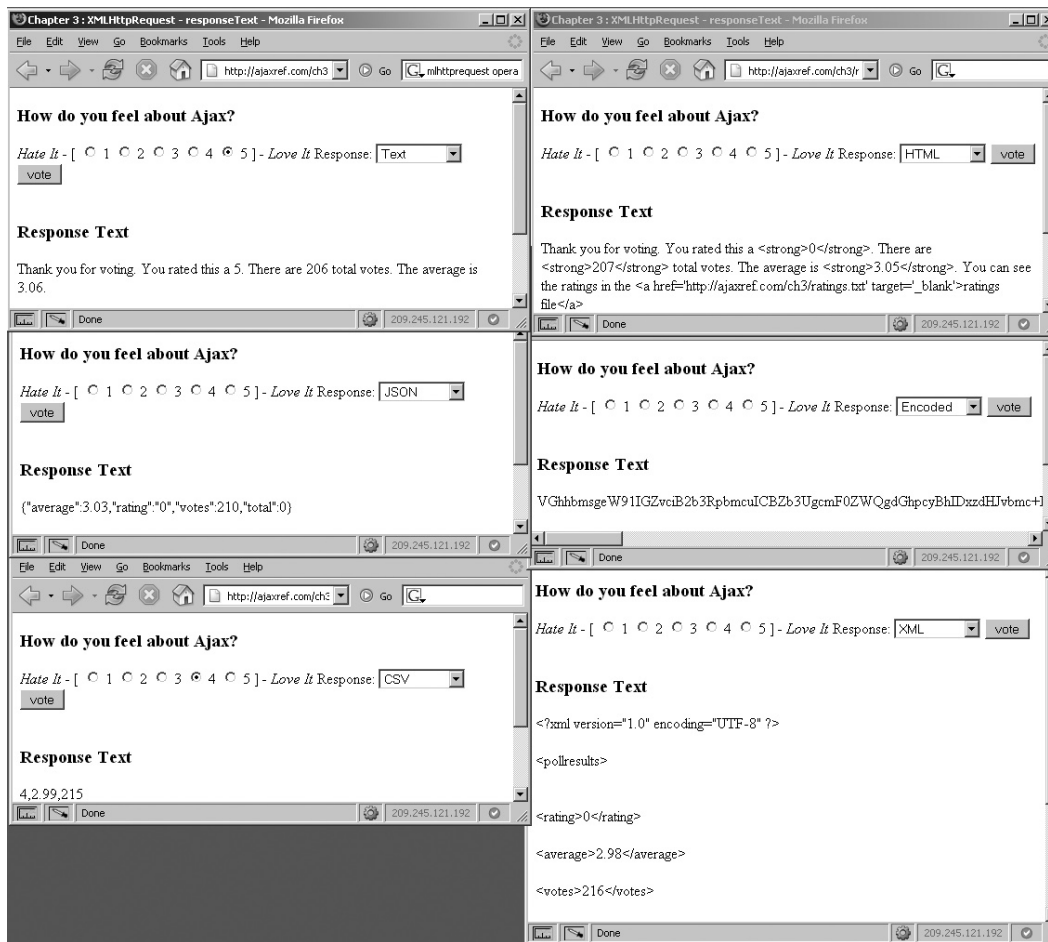 Chapter 3 : XMLHttpRequest - responseText - Mozilla Firefox
File Edit View Go Bookmarks Tools Help
http://ajaxref.com/ch3 Go G mlhttprequest opera
How do you feel about Ajax?
Hate It - [ 1 2 3 4 5 ] - Love It Response: Text
vote
Response Text
Thank you for voting. You rated this a 5. There are 206 total votes. The average is
3.06.
Done 209.245.121.192
Chapter 3 : XMLHttpRequest - responseText - Mozilla Firefox
File Edit View Go Bookmarks Tools Help
http://ajaxref.com/ch3/r Go G
How do you feel about Ajax?
Hate It - [ 1 2 3 4 5 ] - Love It Response: HTML vote
Response Text
Thank you for voting. You rated this a <strong>0</strong>. There are
<strong>207</strong> total votes. The average is <strong>3.05</strong>. You can see
the ratings in the <a href='http://ajaxref.com/ch3/ratings.txt' target='_blank'>ratings
file</a>
Done 209.245.121.192
How do you feel about Ajax?
Hate It - [ 1 2 3 4 5 ] - Love It Response: JSON
vote
Response Text
{"average":3.03,"rating":"0","votes":210,"total":0}
Done 209.245.121.192
How do you feel about Ajax?
Hate It - [ 1 2 3 4 5 ] - Love It Response: Encoded vote
Response Text
VGhhbmsgeW91IGZvciB2b3RpbmcuICBZb3UgcmF0ZWQgdGhpcyBhIDxzdHJvbmc+
Done 209.245.121.192
File Edit View Go Bookmarks Tools Help
http://ajaxref.com/ch3 Go G
How do you feel about Ajax?
Hate It - [ 1 2 3 4 5 ] - Love It Response: CSV
vote
Response Text
4,2.99,215
Done 209.245.121.192
How do you feel about Ajax?
Hate It - [ 1 2 3 4 5 ] - Love It Response: XML vote
Response Text
<?xml version="1.0" encoding="UTF-8" ?>
<pollresults>
<rating>0</rating>
<average>2.98</average>
<votes>216</votes>
Done 209.245.121.192